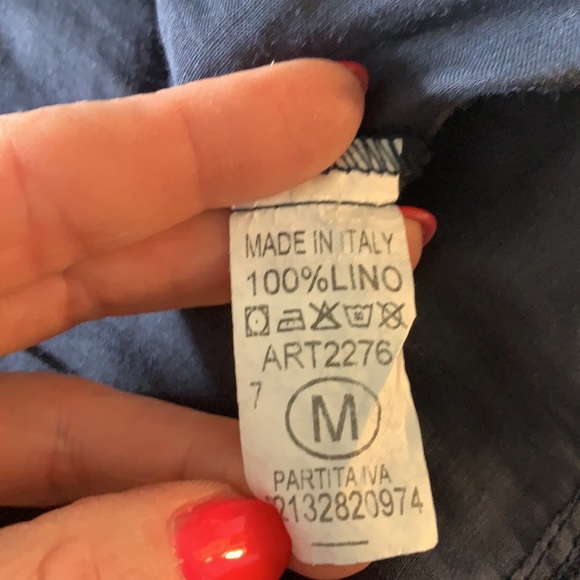 MADE IN ITALY
100%LINO
ART2276
7
M
PARTITA IVA
2132820974